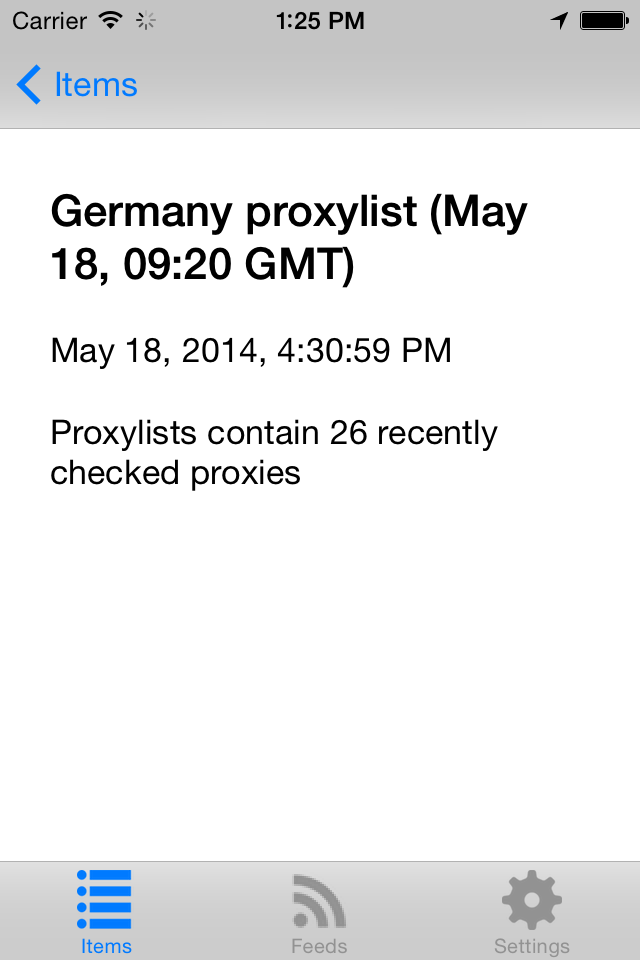 Carrier 1:25 PM
Items
Germany proxylist (May
18, 09:20 GMT)
May 18, 2014, 4:30:59 PM
Proxylists contain 26 recently
checked proxies
Items Feeds Settings